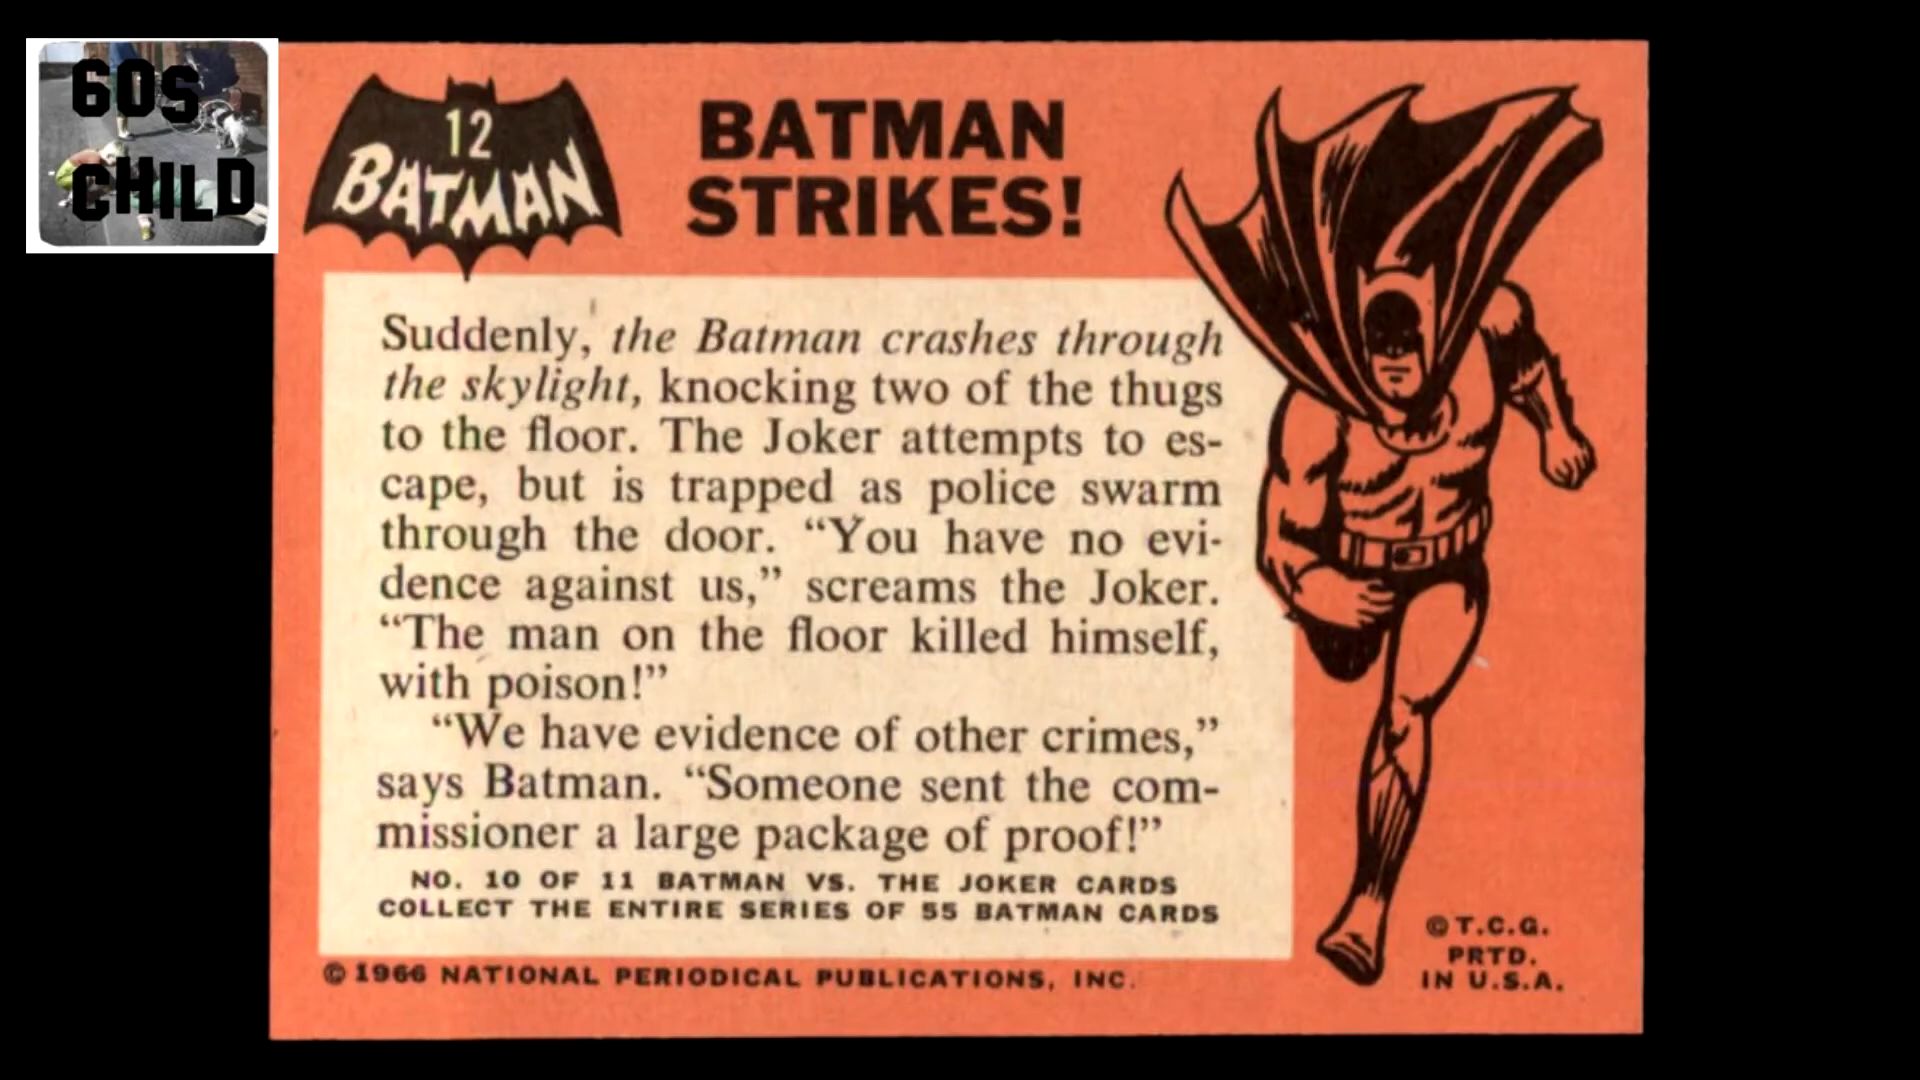 60s
CHILD
12
BATMAN
BATMAN
STRIKES!
Suddenly, the Batman crashes through
the skylight, knocking two of the thugs
to the floor. The Joker attempts to es-
cape, but is trapped as police swarm
through the door. “You have no evi-
dence against us,” screams the Joker.
“The man on the floor killed himself,
with poison!”
“We have evidence of other crimes,”
says Batman. “Someone sent the com-
missioner a large package of proof!”
NO. 10 OF 11 BATMAN VS. THE JOKER CARDS
COLLECT THE ENTIRE SERIES OF 55 BATMAN CARDS
© 1966 NATIONAL PERIODICAL PUBLICATIONS, INC.
© T.C.G.
PRTD.
IN U.S.A.